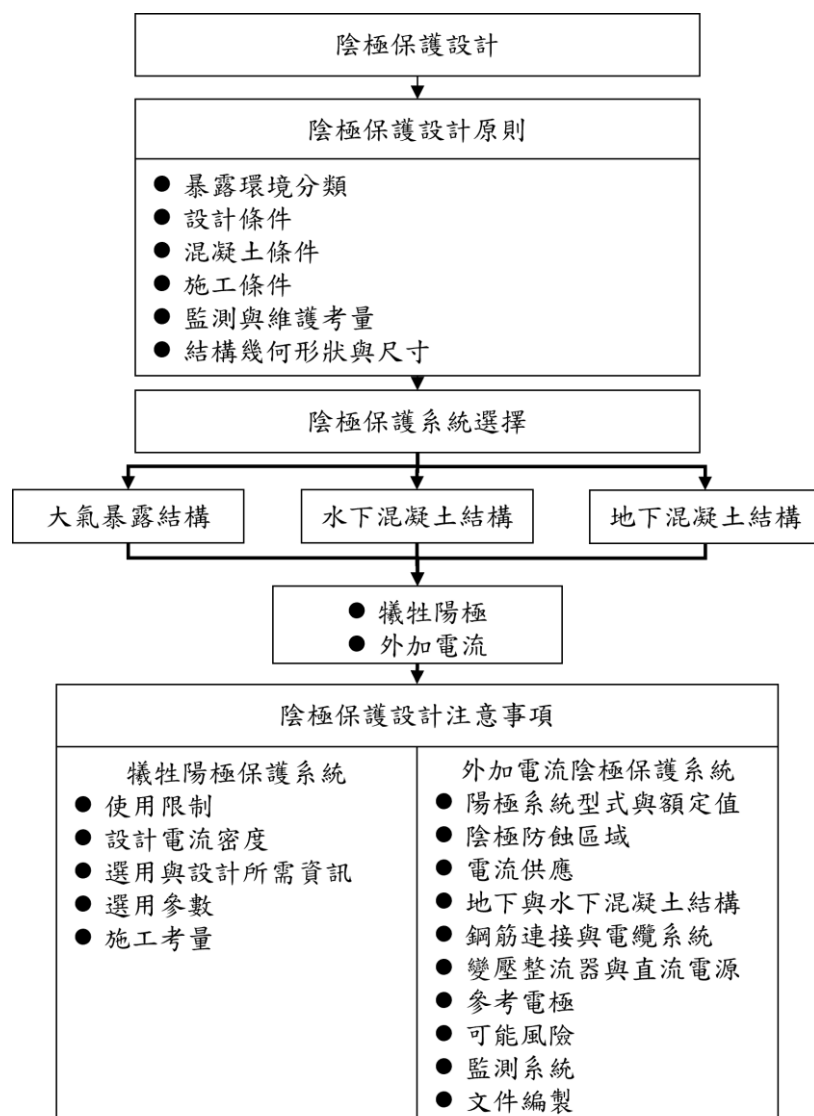 陰極保護設計
陰極保護設計原則
● 暴露環境分類
● 設計條件
● 混凝土條件
● 施工條件
● 監測與維護考量
● 結構幾何形狀與尺寸
陰極保護系統選擇
大氣暴露結構
水下混凝土結構
地下混凝土結構
● 犧牲陽極
● 外加電流
陰極保護設計注意事項
犧牲陽極保護系統
● 使用限制
● 設計電流密度
● 選用與設計所需資訊
● 選用參數
● 施工考量
外加電流陰極保護系統
● 陽極系統型式與額定值
● 陰極防蝕區域
● 電流供應
● 地下與水下混凝土結構
● 鋼筋連接與電纜系統
● 變壓整流器與直流電源
● 參考電極
● 可能風險
● 監測系統
● 文件編製